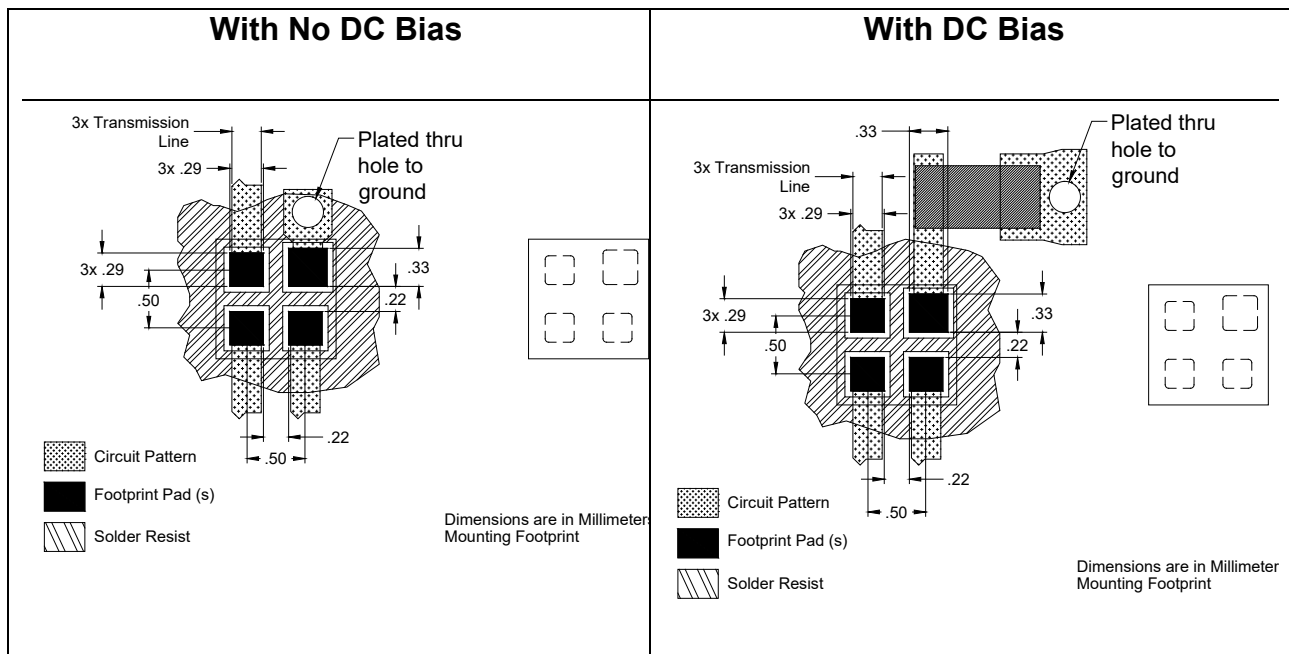 With No DC Bias
3x Transmission
Line
3x .29
Plated thru
hole to
ground
3x .29
.50
.33
.22
.22
.50
Circuit Pattern
Footprint Pad (s)
Solder Resist
Dimensions are in Millimeters
Mounting Footprint
With DC Bias
.33
3x Transmission
Line
3x .29
Plated thru
hole to
ground
3x .29
.50
.33
.22
.22
.50
Circuit Pattern
Footprint Pad (s)
Solder Resist
Dimensions are in Millimeter
Mounting Footprint